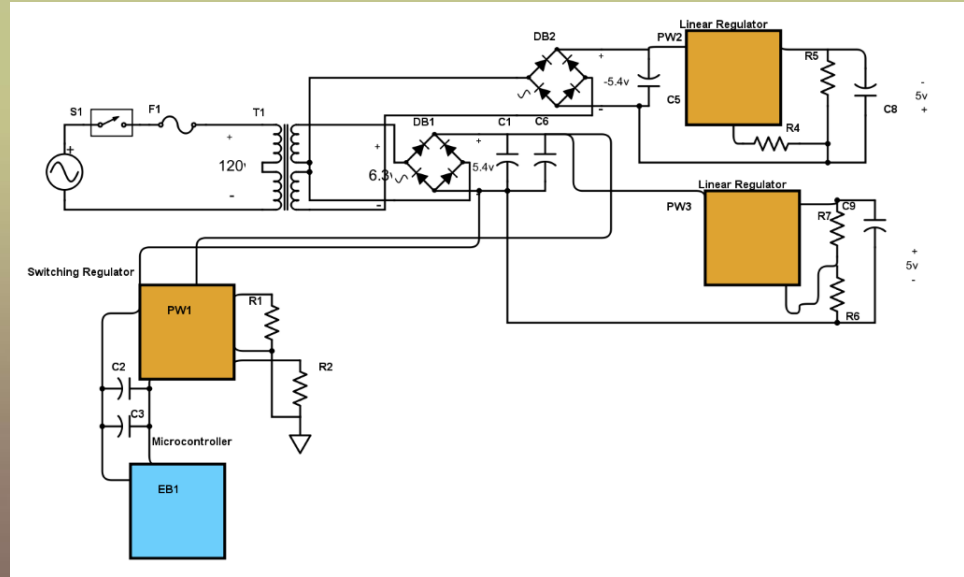 Linear Regulator
DB2
PW2
+
R5
-5.4v
-
5v
+
S1
F1
T1
C5
C8
DB1
C1
C6
R4
+
120
-
+
6.3
-
+
5.4v
-
Linear Regulator
PW3
C9
R7
+
5v
-
R6
Switching Regulator
PW1
R1
R2
C2
C3
Microcontroller
EB1